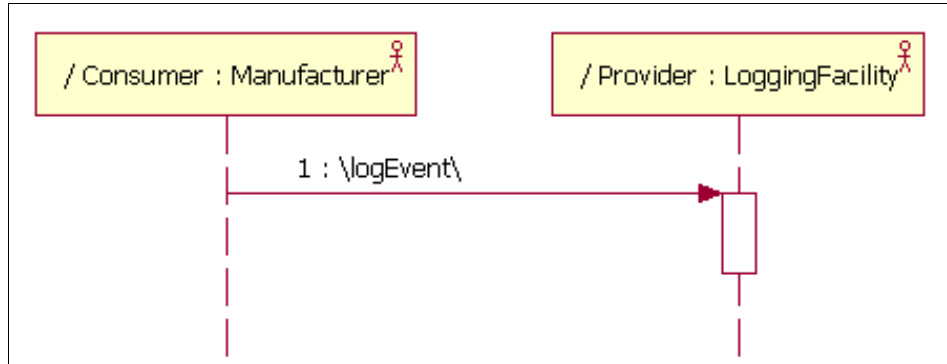 / Consumer : Manufacturer
/ Provider : LoggingFacility
1 : \logEvent\